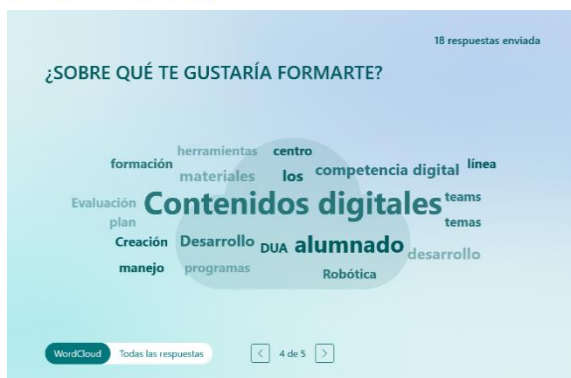 18 respuestas enviada
¿SOBRE QUÉ TE GUSTARÍA FORMARTE?
herramientas centro
formación materiales los competencia digital línea
Evaluación Contenidos digitales teams
plan temas
Creación Desarrollo DUA alumnado desarrollo
manejo programas Robótica
WordCloud Todas las respuestas < 4 de 5 >